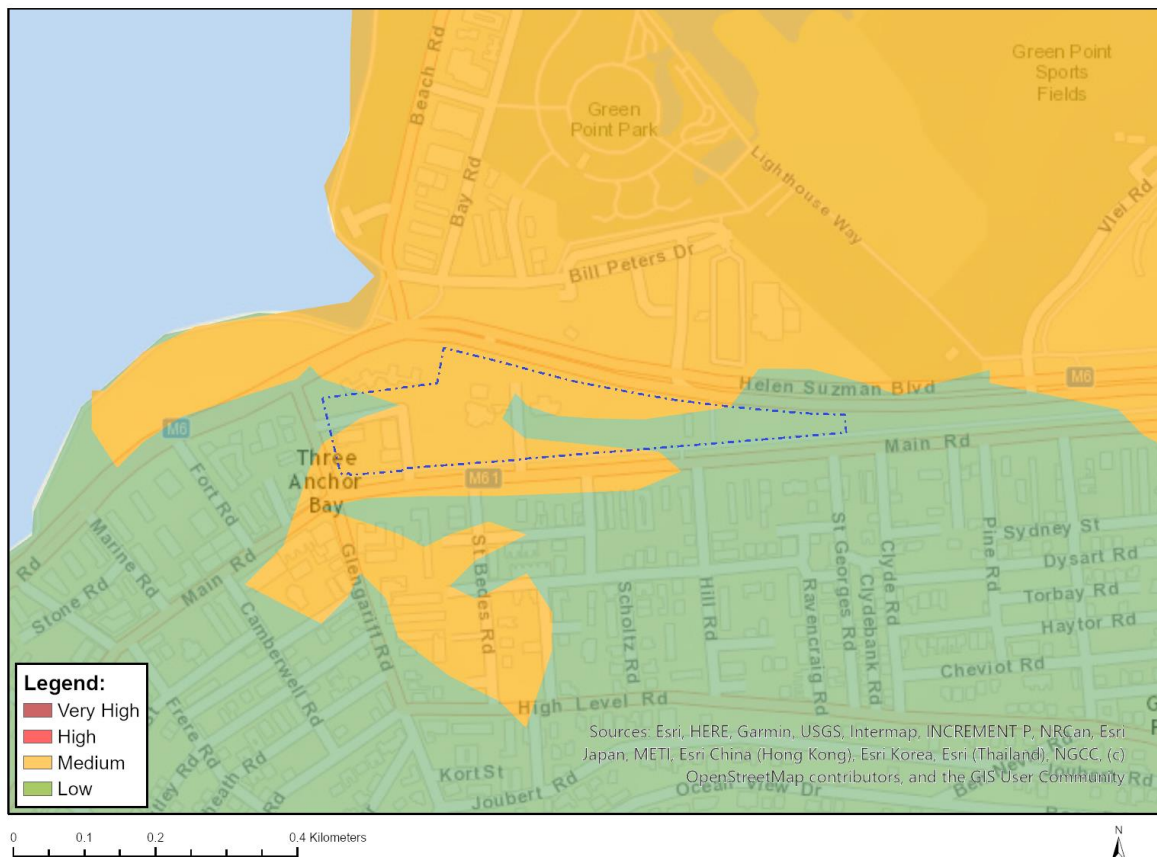 Beach Rd
Bay Rd
Green
Point Park
Green Point
Sports
Fields
Lighthouse Way
Vlei Rd
Bill Peters Dr
Helen Suzman Blvd
M6
M6
Main Rd
M61
Three
Anchor
Bay
Fort Rd
Marine Rd
Rd
Stone Rd
Main Rd
Glengariff Rd
Camberwell Rd
St Bedes Rd
Scholtz Rd
Hill Rd
Ravencraig Rd
St Georges Rd
Clyde Rd
Clydebank Rd
Pine Rd
Sydney St
Dysart Rd
Torbay Rd
Haytor Rd
Cheviot Rd
High Level Rd
Frere Rd
Kort St
Joubert Rd
Ocean View Dr
Legend:
Very High
High
Medium
Low
Sources: Esri, HERE, Garmin, USGS, Intermap, INCREMENT P, NRCan, Esri
Japan, METI, Esri China (Hong Kong), Esri Korea, Esri (Thailand), NGCC, (c)
OpenStreetMap contributors, and the GIS User Community
0 0.1 0.2 0.4 Kilometers
N